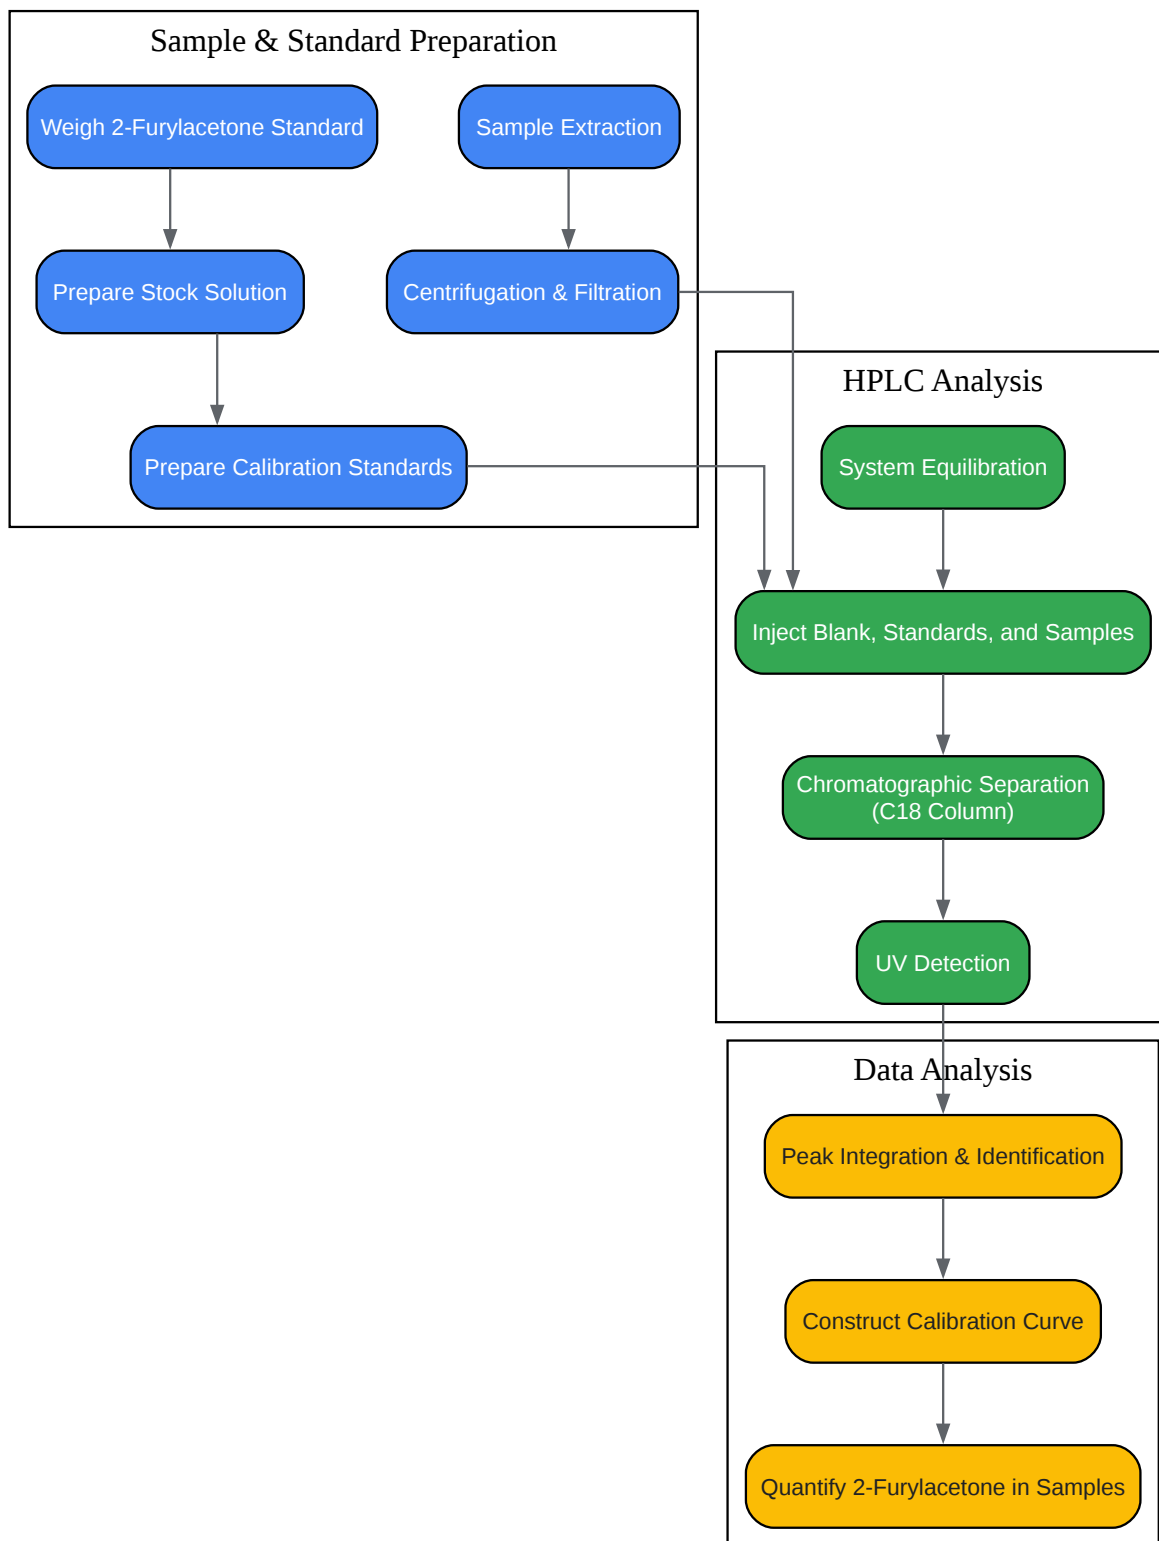 Sample & Standard Preparation
Weigh 2-Furylacetone Standard
Sample Extraction
Prepare Stock Solution
Centrifugation & Filtration
Prepare Calibration Standards
HPLC Analysis
System Equilibration
Inject Blank, Standards, and Samples
Chromatographic Separation
(C18 Column)
UV Detection
Data Analysis
Peak Integration & Identification
Construct Calibration Curve
Quantify 2-Furylacetone in Samples